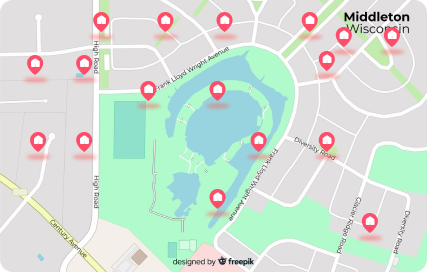 Middleton
Wisconsin
High Road
Frank Lloyd Wright Avenue
Diversity Road
Frank Lloyd Wright Avenue
High Road
Glacier Ridge Road
Diversity Road
Century Avenue
designed by freepik